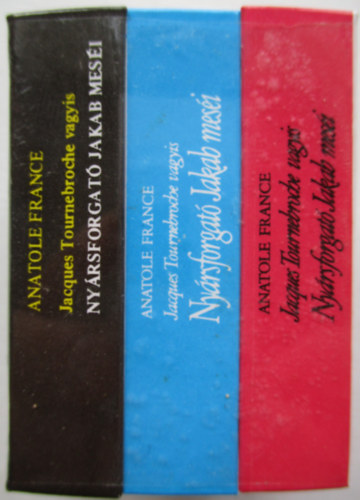 ANATOLE FRANCE
Jacques Tournebroche vagyis
NYÁRSFORGATÓ JAKAB MESÉI
ANATOLE FRANCE
Jacques Tournebroche vagyis
Nyársforgató Jakab meséi
ANATOLE FRANCE
Jacques Tournebroche vagyis
Nyársforgató Jakab meséi